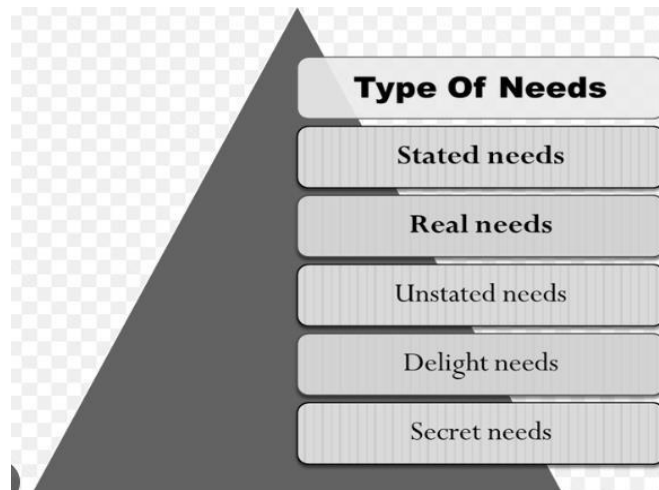 Type Of Needs
Stated needs
Real needs
Unstated needs
Delight needs
Secret needs